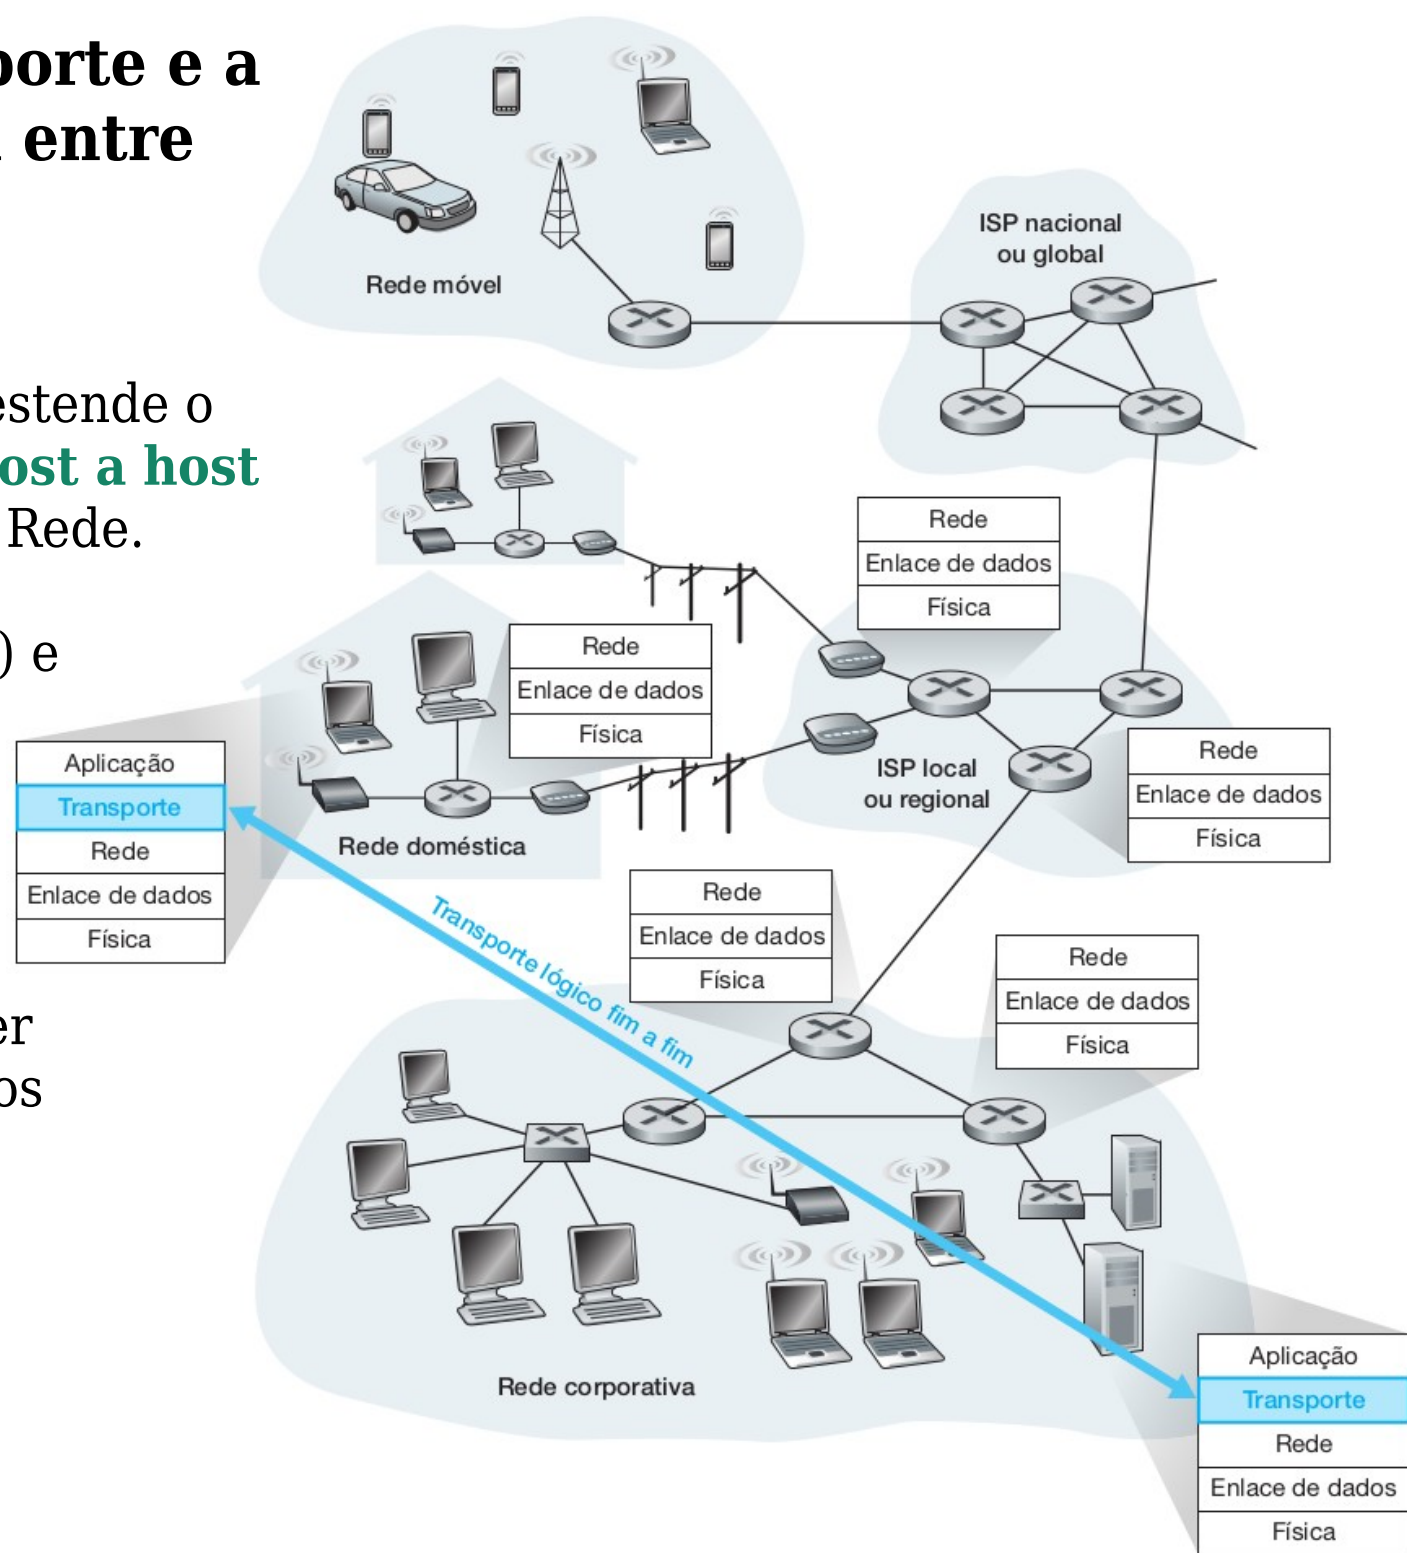 porte e a
entre
estende o
ost a host
Rede.
) e
er
os
Rede móvel
ISP nacional
ou global
Rede
Enlace de dados
Física
Rede
Enlace de dados
Física
Aplicação
Transporte
Rede
Enlace de dados
Física
Rede doméstica
ISP local
ou regional
Rede
Enlace de dados
Física
Transporte lógico fim a fim
Rede
Enlace de dados
Física
Rede
Enlace de dados
Física
Rede corporativa
Aplicação
Transporte
Rede
Enlace de dados
Física